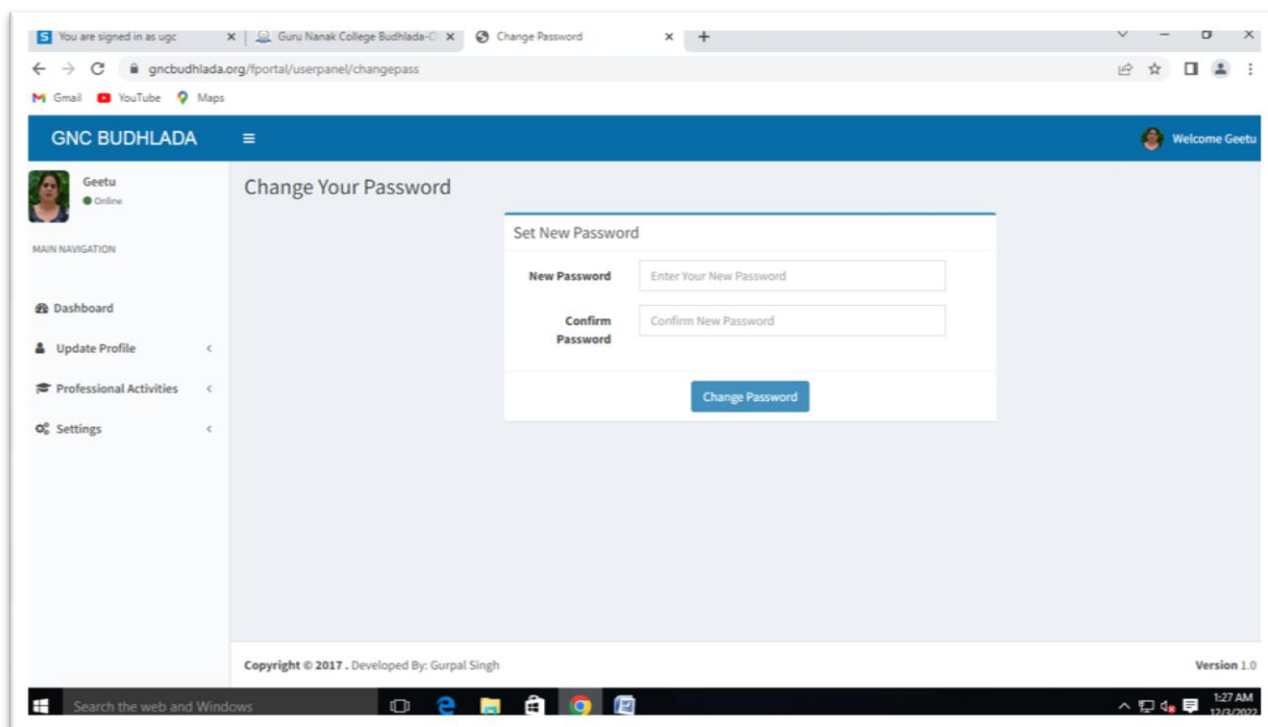 You are signed in as ugc
Guru Nanak College Budhlada-
Change Password
gncbudhlada.org/fportal/userpanel/changepass
Gmail YouTube Maps
GNC BUDHLADA
Welcome Geetu
Geetu
Online
MAIN NAVIGATION
Dashboard
Update Profile
Professional Activities
Settings
Change Your Password
Set New Password
New Password Enter Your New Password
Confirm Confirm New Password
Password
Change Password
Copyright © 2017 . Developed By: Gurpal Singh
Version 1.0
Search the web and Windows
1:27 AM
12/3/2022